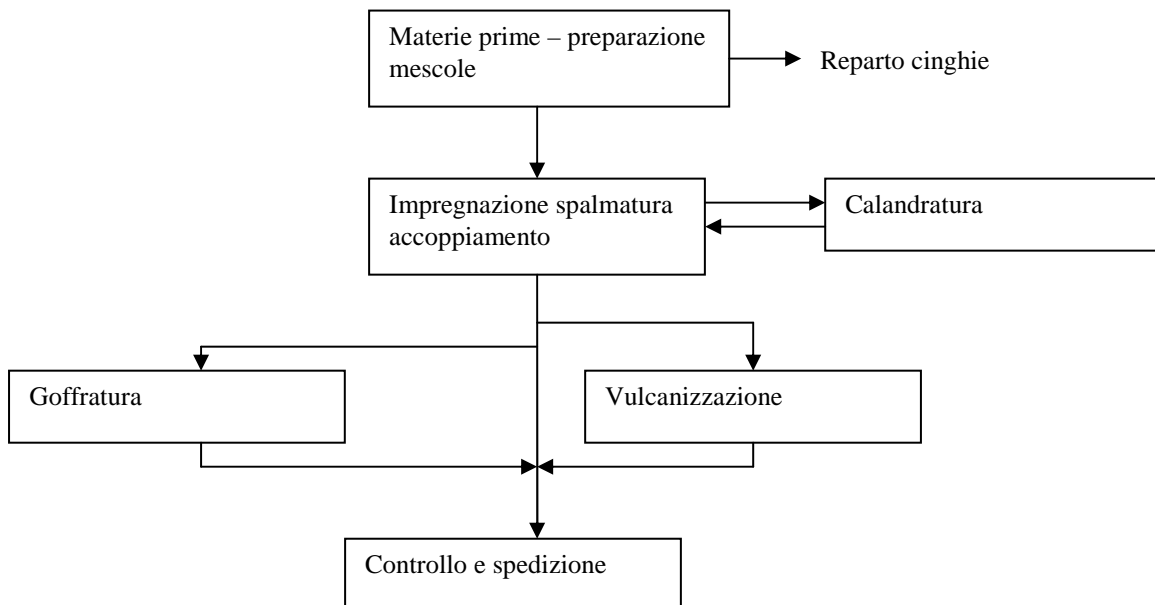 Materie prime – preparazione
mescole
Reparto cinghie
Impregnazione spalmatura
accoppiamento
Calandratura
Goffratura
Vulcanizzazione
Controllo e spedizione